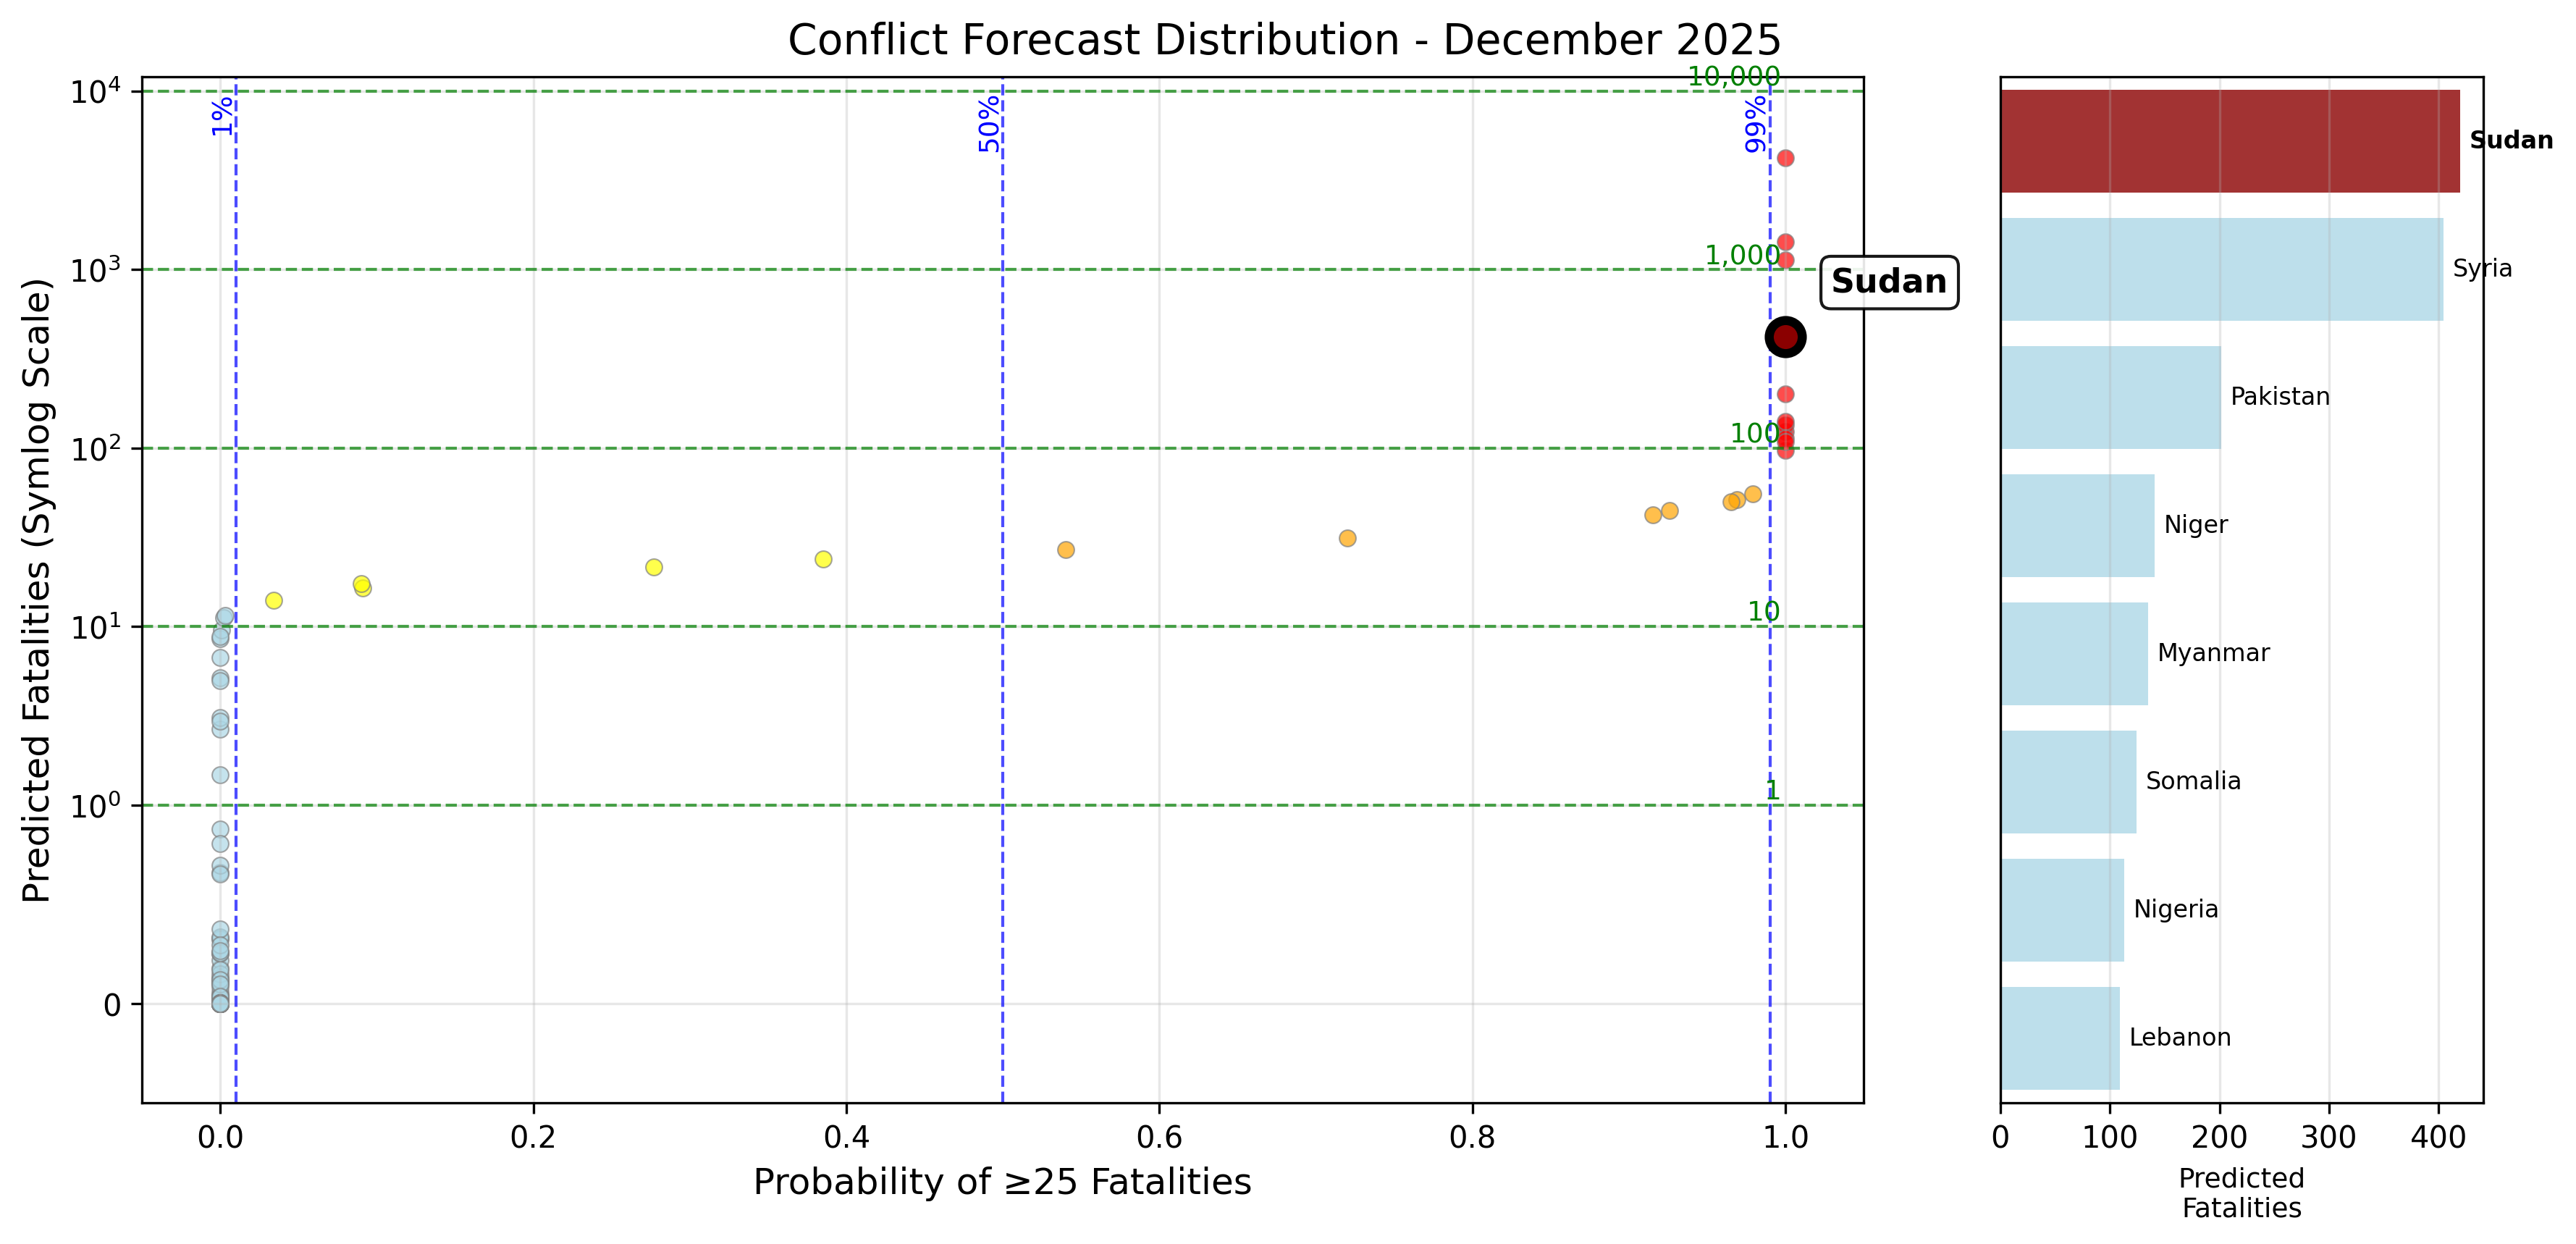 Conflict Forecast Distribution - December 2025
Predicted Fatalities (Symlog Scale)
10⁴
10³
10²
10¹
10⁰
0
1%
50%
99%
10,000
1,000
100
10
1
Sudan
0.0 0.2 0.4 0.6 0.8 1.0
Probability of ≥25 Fatalities
Sudan
Syria
Pakistan
Niger
Myanmar
Somalia
Nigeria
Lebanon
0 100 200 300 400
Predicted
Fatalities